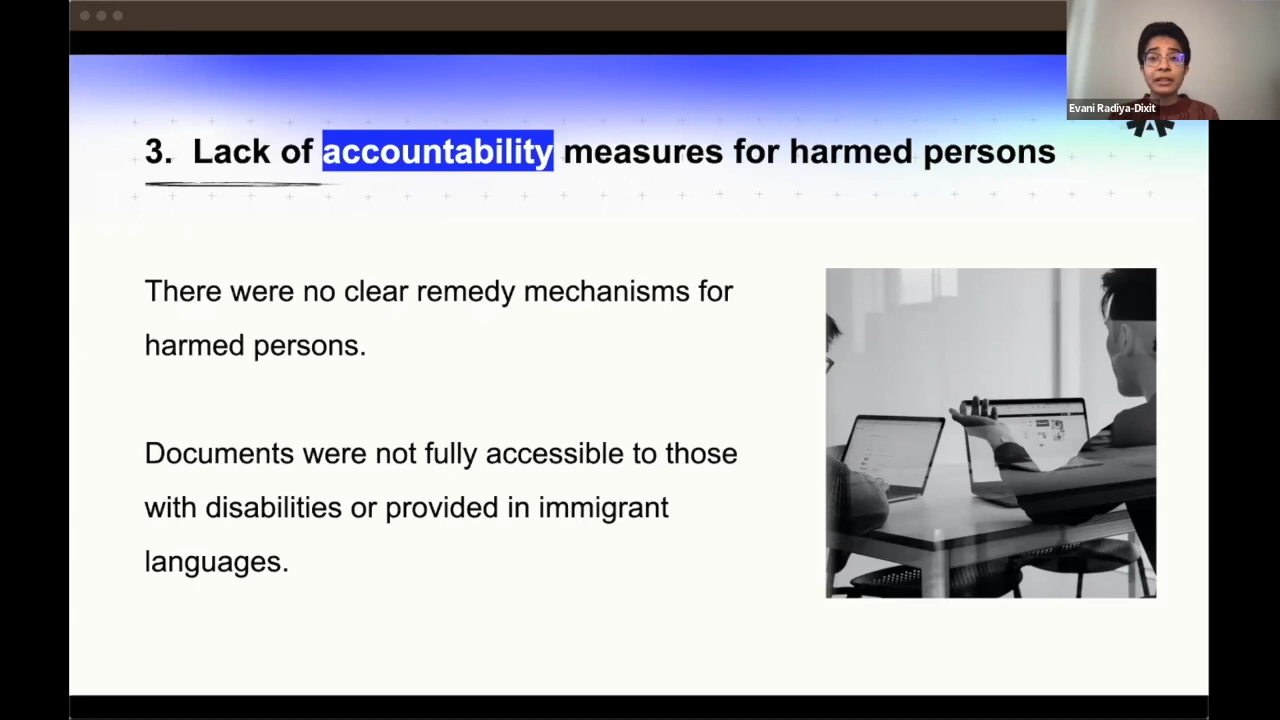 Evani Radiya-Dixit
3. Lack of accountability measures for harmed persons
There were no clear remedy mechanisms for
harmed persons.
Documents were not fully accessible to those
with disabilities or provided in immigrant
languages.